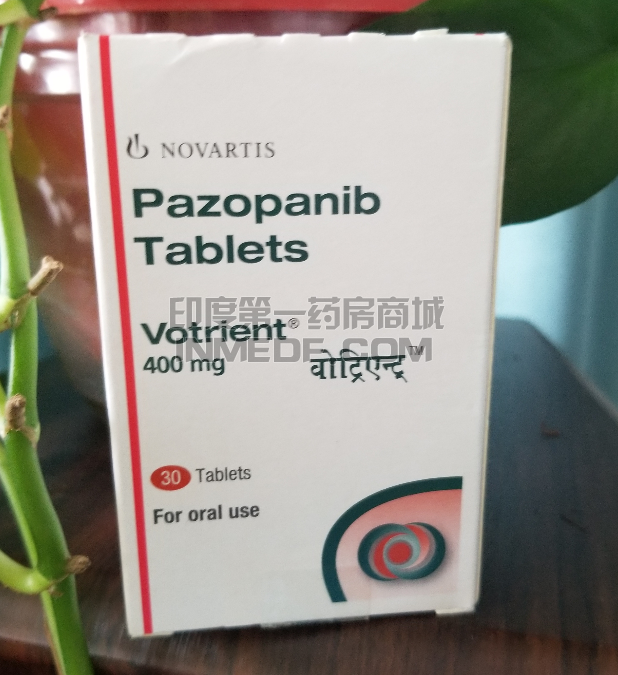 NOVARTIS
Pazopanib
Tablets
印度第一药房商城
Votrient®
INMEDE.COM
400 mg
वोट्रिएन्ट्र™
30 Tablets
For oral use